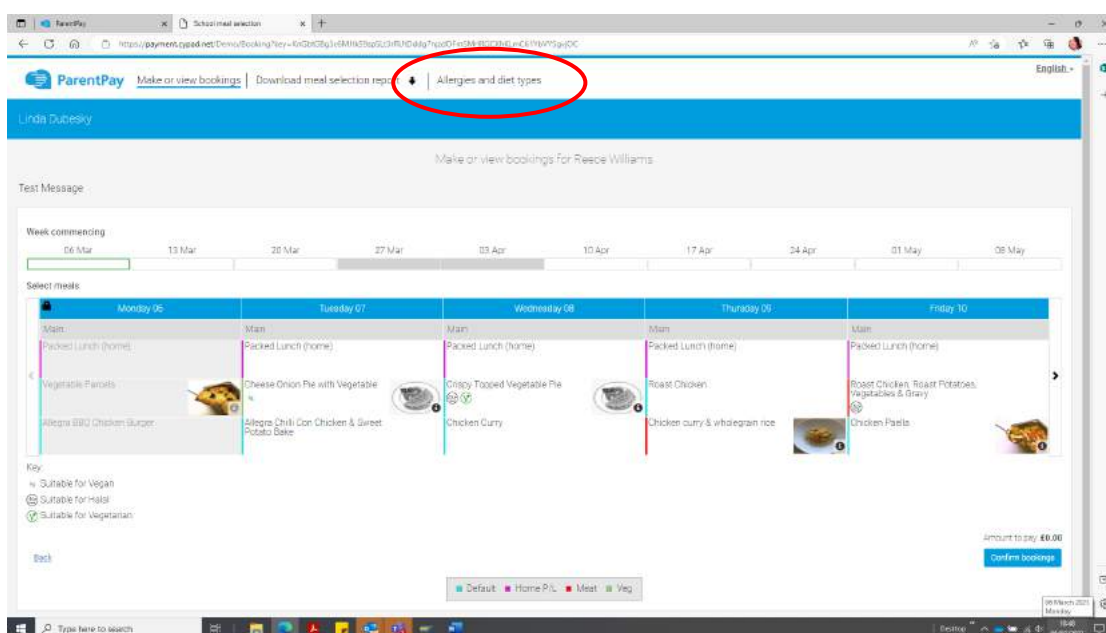 ParentPay
School meal selection
ParentPay
Make or view bookings
Download meal selection report
Allergies and diet types
English
Linda Dubesky
Make or view bookings for Reece Williams
Test Message
Week commencing
06 Mar 13 Mar 20 Mar 27 Mar 03 Apr 10 Apr 17 Apr 24 Apr 01 May 08 May
Select meals
Monday 06 Tuesday 07 Wednesday 08 Thursday 09 Friday 10
Main Main Main Main Main
Packed Lunch (home) Packed Lunch (home) Packed Lunch (home) Packed Lunch (home) Packed Lunch (home)
Vegetable Parcels
Cheese Onion Pie with Vegetable
Crispy Topped Vegetable Pie
Roast Chicken
Roast Chicken, Roast Potatoes,
Vegetables & Gravy
Allegra BBQ Chicken Burger
Allegra Chilli Con Chicken & Sweet
Potato Bake
Chicken Curry
Chicken curry & wholegrain rice
Chicken Paella
Key
Suitable for Vegan
Suitable for Halal
Suitable for Vegetarian
Amount to pay £0.00
Back
Confirm bookings
Default Home P/L Meat Veg
Monday
Type here to search
Desktop